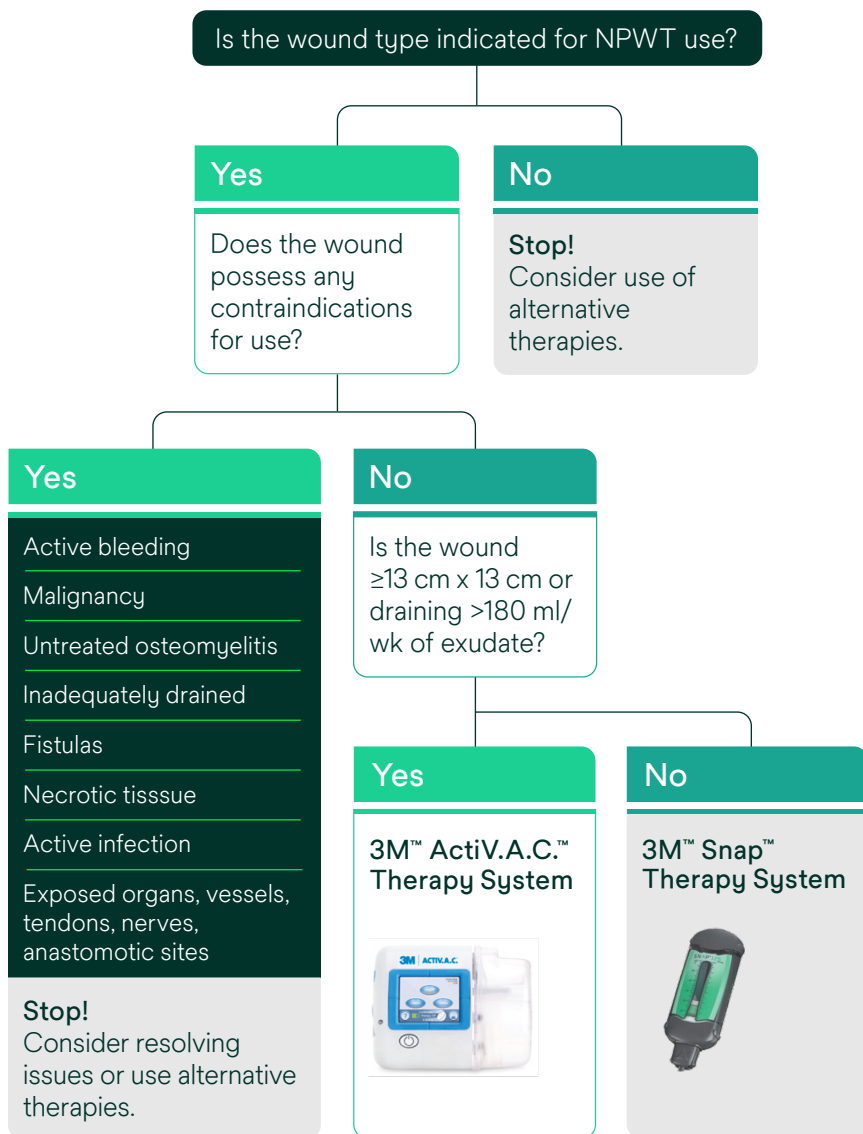 Is the wound type indicated for NPWT use?
Yes
Does the wound
possess any
contraindications
for use?
No
Stop!
Consider use of
alternative
therapies.
Yes
Active bleeding
Malignancy
Untreated osteomyelitis
Inadequately drained
Fistulas
Necrotic tisssue
Active infection
Exposed organs, vessels,
tendons, nerves,
anastomotic sites
Stop!
Consider resolving
issues or use alternative
therapies.
No
Is the wound
≥13 cm x 13 cm or
draining >180 ml/
wk of exudate?
Yes
3M™ ActiV.A.C.™
Therapy System
3M ACTIV.A.C.
No
3M™ Snap™
Therapy System